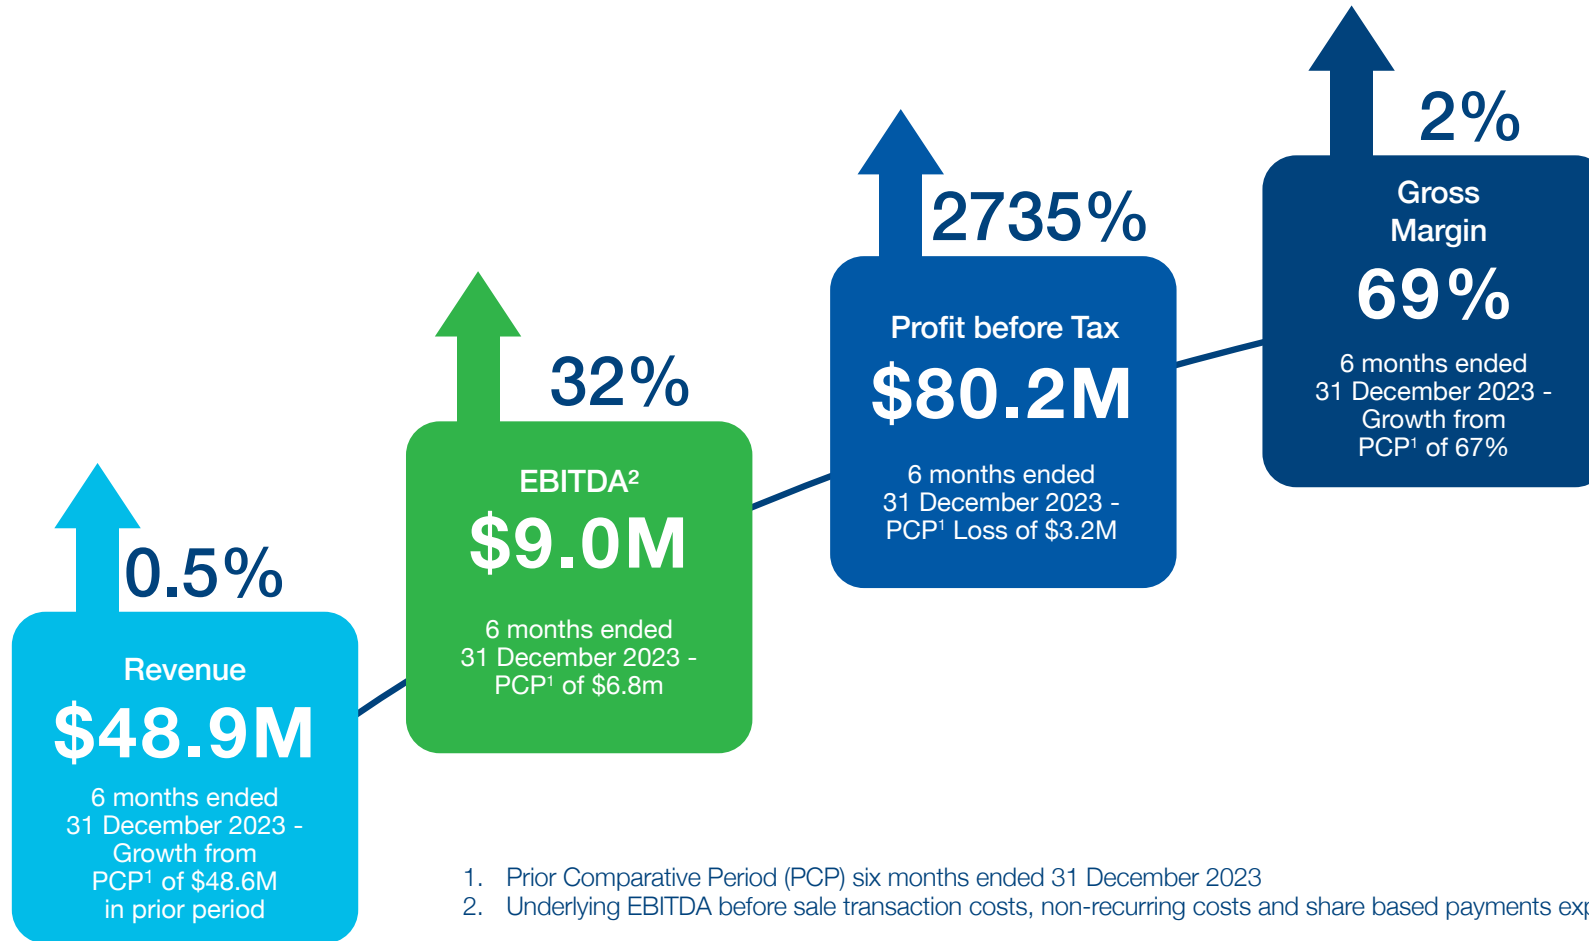 0.5%
Revenue
$48.9M
6 months ended
31 December 2023 -
Growth from
PCP¹ of $48.6M
in prior period
32%
EBITDA²
$9.0M
6 months ended
31 December 2023 -
PCP¹ of $6.8m
2735%
Profit before Tax
$80.2M
6 months ended
31 December 2023 -
PCP¹ Loss of $3.2M
2%
Gross
Margin
69%
6 months ended
31 December 2023 -
Growth from
PCP¹ of 67%
1. Prior Comparative Period (PCP) six months ended 31 December 2023
2. Underlying EBITDA before sale transaction costs, non-recurring costs and share based payments